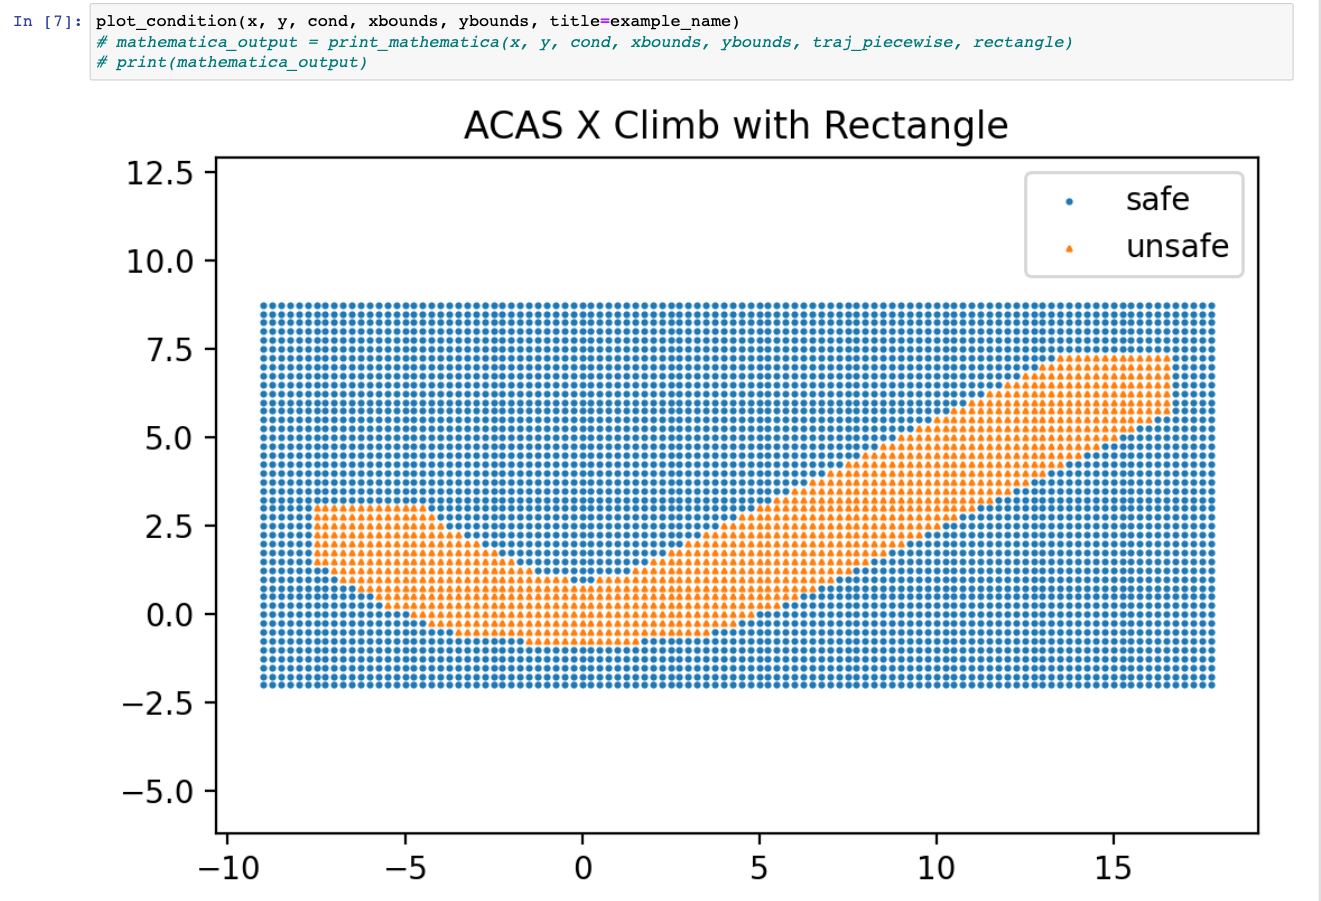 In [7]: plot_condition(x, y, cond, xbounds, ybounds, title=example_name)
# mathematica_output = print_mathematica(x, y, cond, xbounds, ybounds, traj_piecewise, rectangle)
# print(mathematica_output)
ACAS X Climb with Rectangle
safe
unsafe
12.5
10.0
7.5
5.0
2.5
0.0
−2.5
−5.0
−10 −5 0 5 10 15